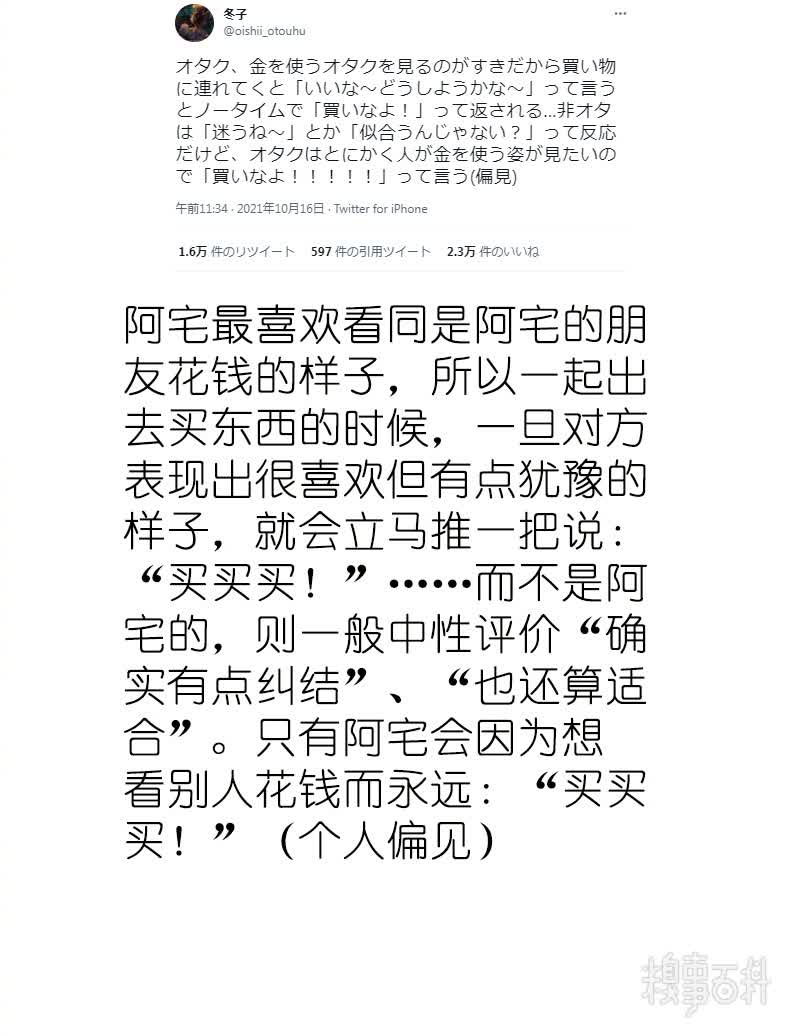 冬子
@oishii_otouhu
オタク、金を使うオタクを見るのがすきだから買い物
に連れてくと「いいな〜どうしようかな〜」って言う
とノータイムで「買いなよ！」って返される...非オタ
は「迷うね〜」とか「似合うんじゃない？」って反応
だけど、オタクはとにかく人が金を使う姿が見たいの
で「買いなよ！！！！！」って言う(偏見)
午前11:34 · 2021年10月16日 · Twitter for iPhone
1.6万 件のリツイート 597 件の引用ツイート 2.3万 件のいいね
阿宅最喜欢看同是阿宅的朋
友花钱的样子，所以一起出
去买东西的时候，一旦对方
表现出很喜欢但有点犹豫的
样子，就会立马推一把说：
“买买买！”……而不是阿
宅的，则一般中性评价“确
实有点纠结”、“也还算适
合”。只有阿宅会因为想
看别人花钱而永远：“买买
买！”（个人偏见）
糗事百科